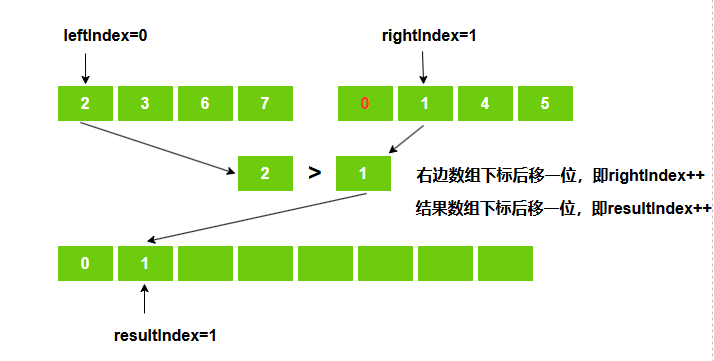 leftIndex=0 rightIndex=1
2 3 6 7 0 1 4 5
2 > 1 右边数组下标后移一位，即rightIndex++
结果数组下标后移一位，即resultIndex++
0 1
resultIndex=1